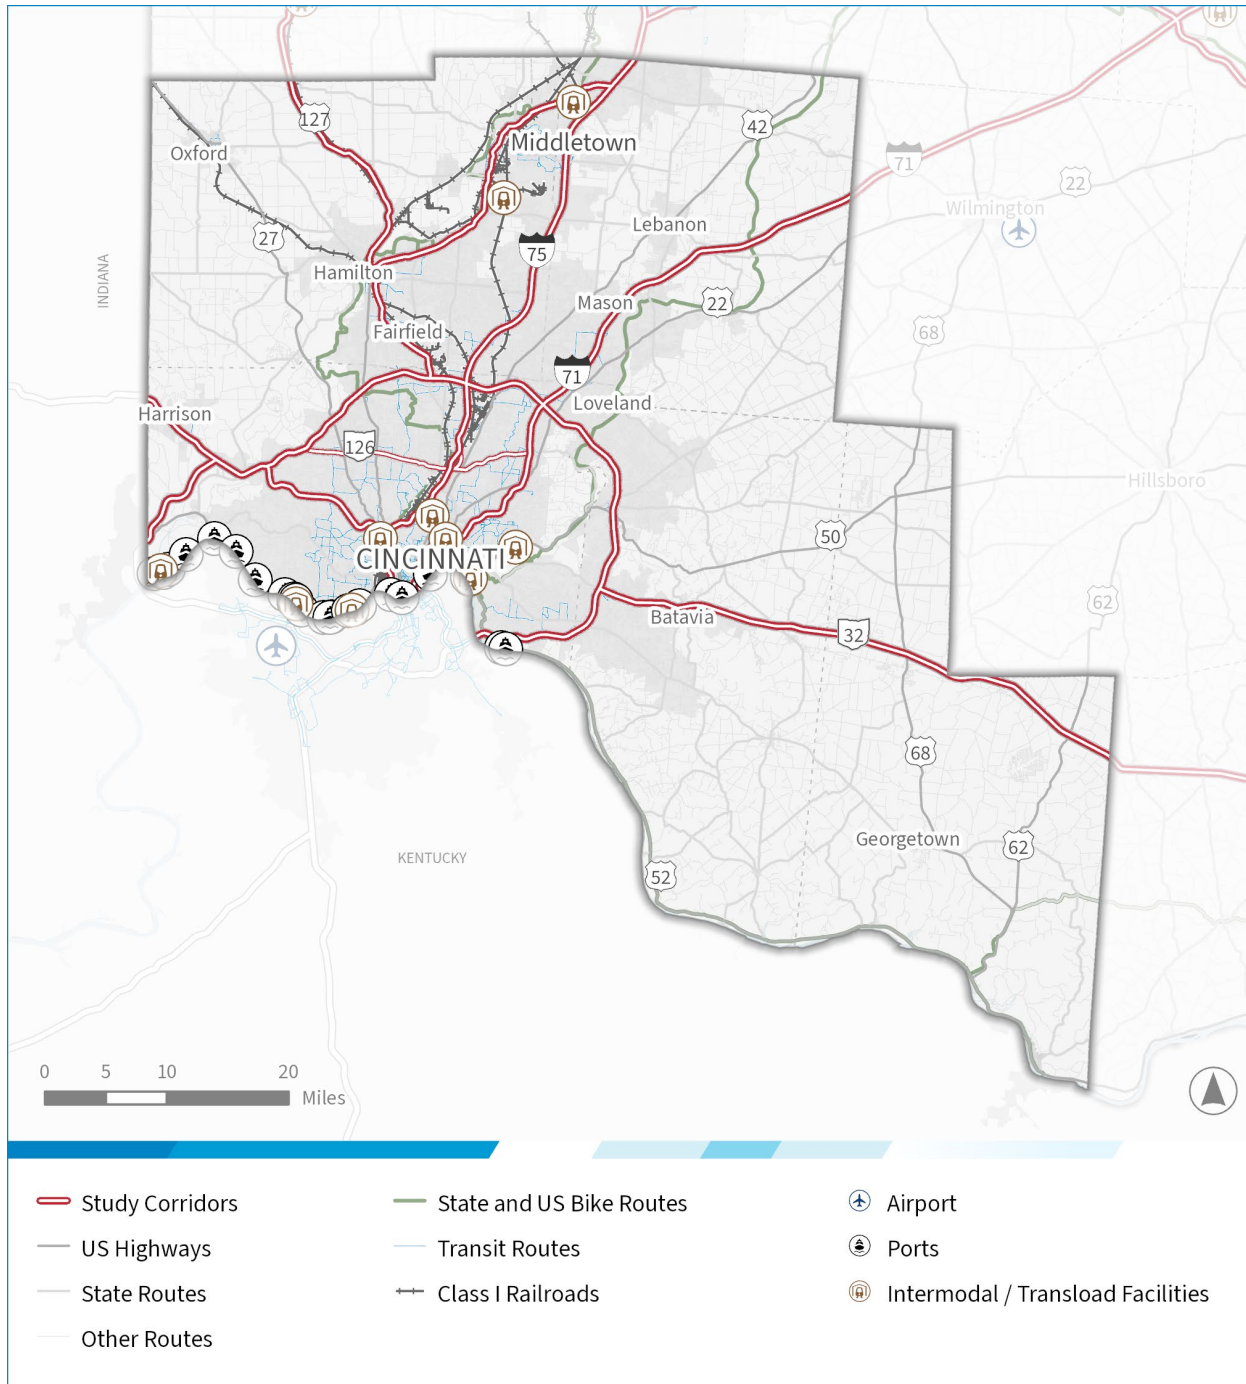 127
42
71
22
Oxford
Middletown
Wilmington
27
Lebanon
75
Hamilton
INDIANA
Mason
22
68
Fairfield
71
Loveland
Harrison
126
Hillsboro
50
CINCINNATI
62
Batavia
32
68
Georgetown
62
KENTUCKY
52
0 5 10 20
Miles
Study Corridors
US Highways
State Routes
Other Routes
State and US Bike Routes
Transit Routes
Class I Railroads
Airport
Ports
Intermodal / Transload Facilities